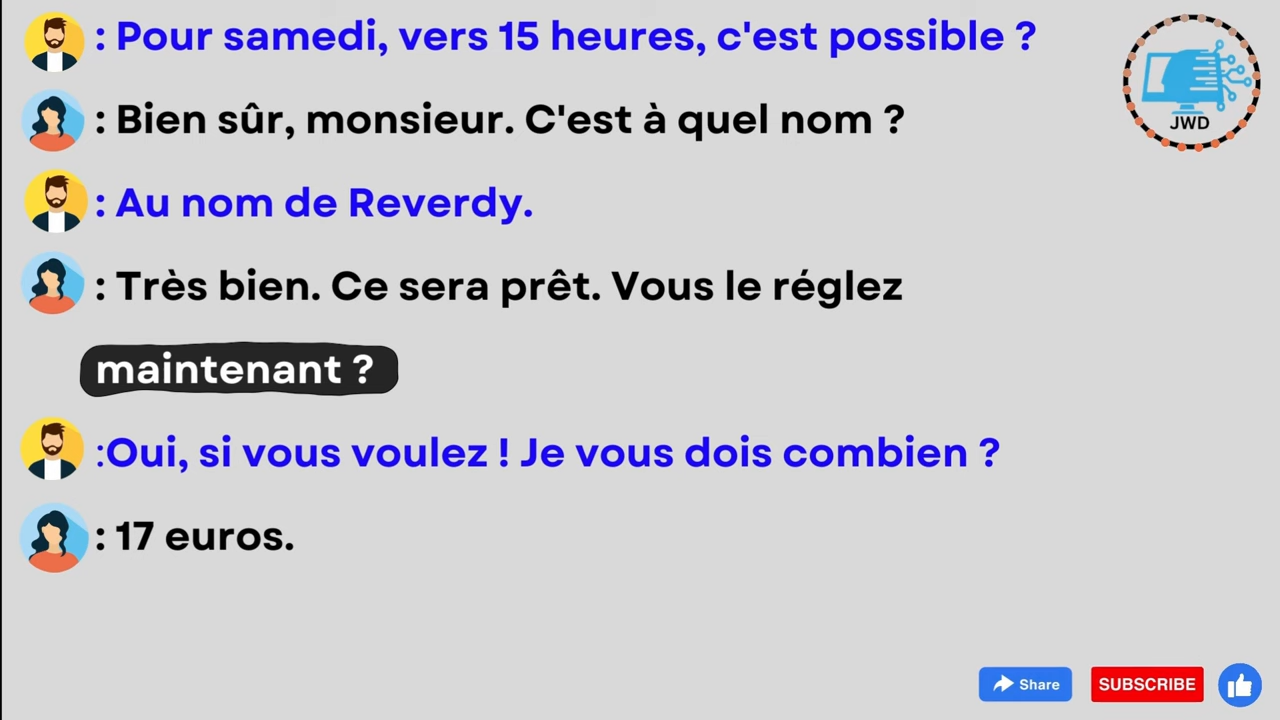 : Pour samedi, vers 15 heures, c'est possible ?
: Bien sûr, monsieur. C'est à quel nom ?
JWD
: Au nom de Reverdy.
: Très bien. Ce sera prêt. Vous le réglez
maintenant ?
:Oui, si vous voulez ! Je vous dois combien ?
: 17 euros.
Share
SUBSCRIBE